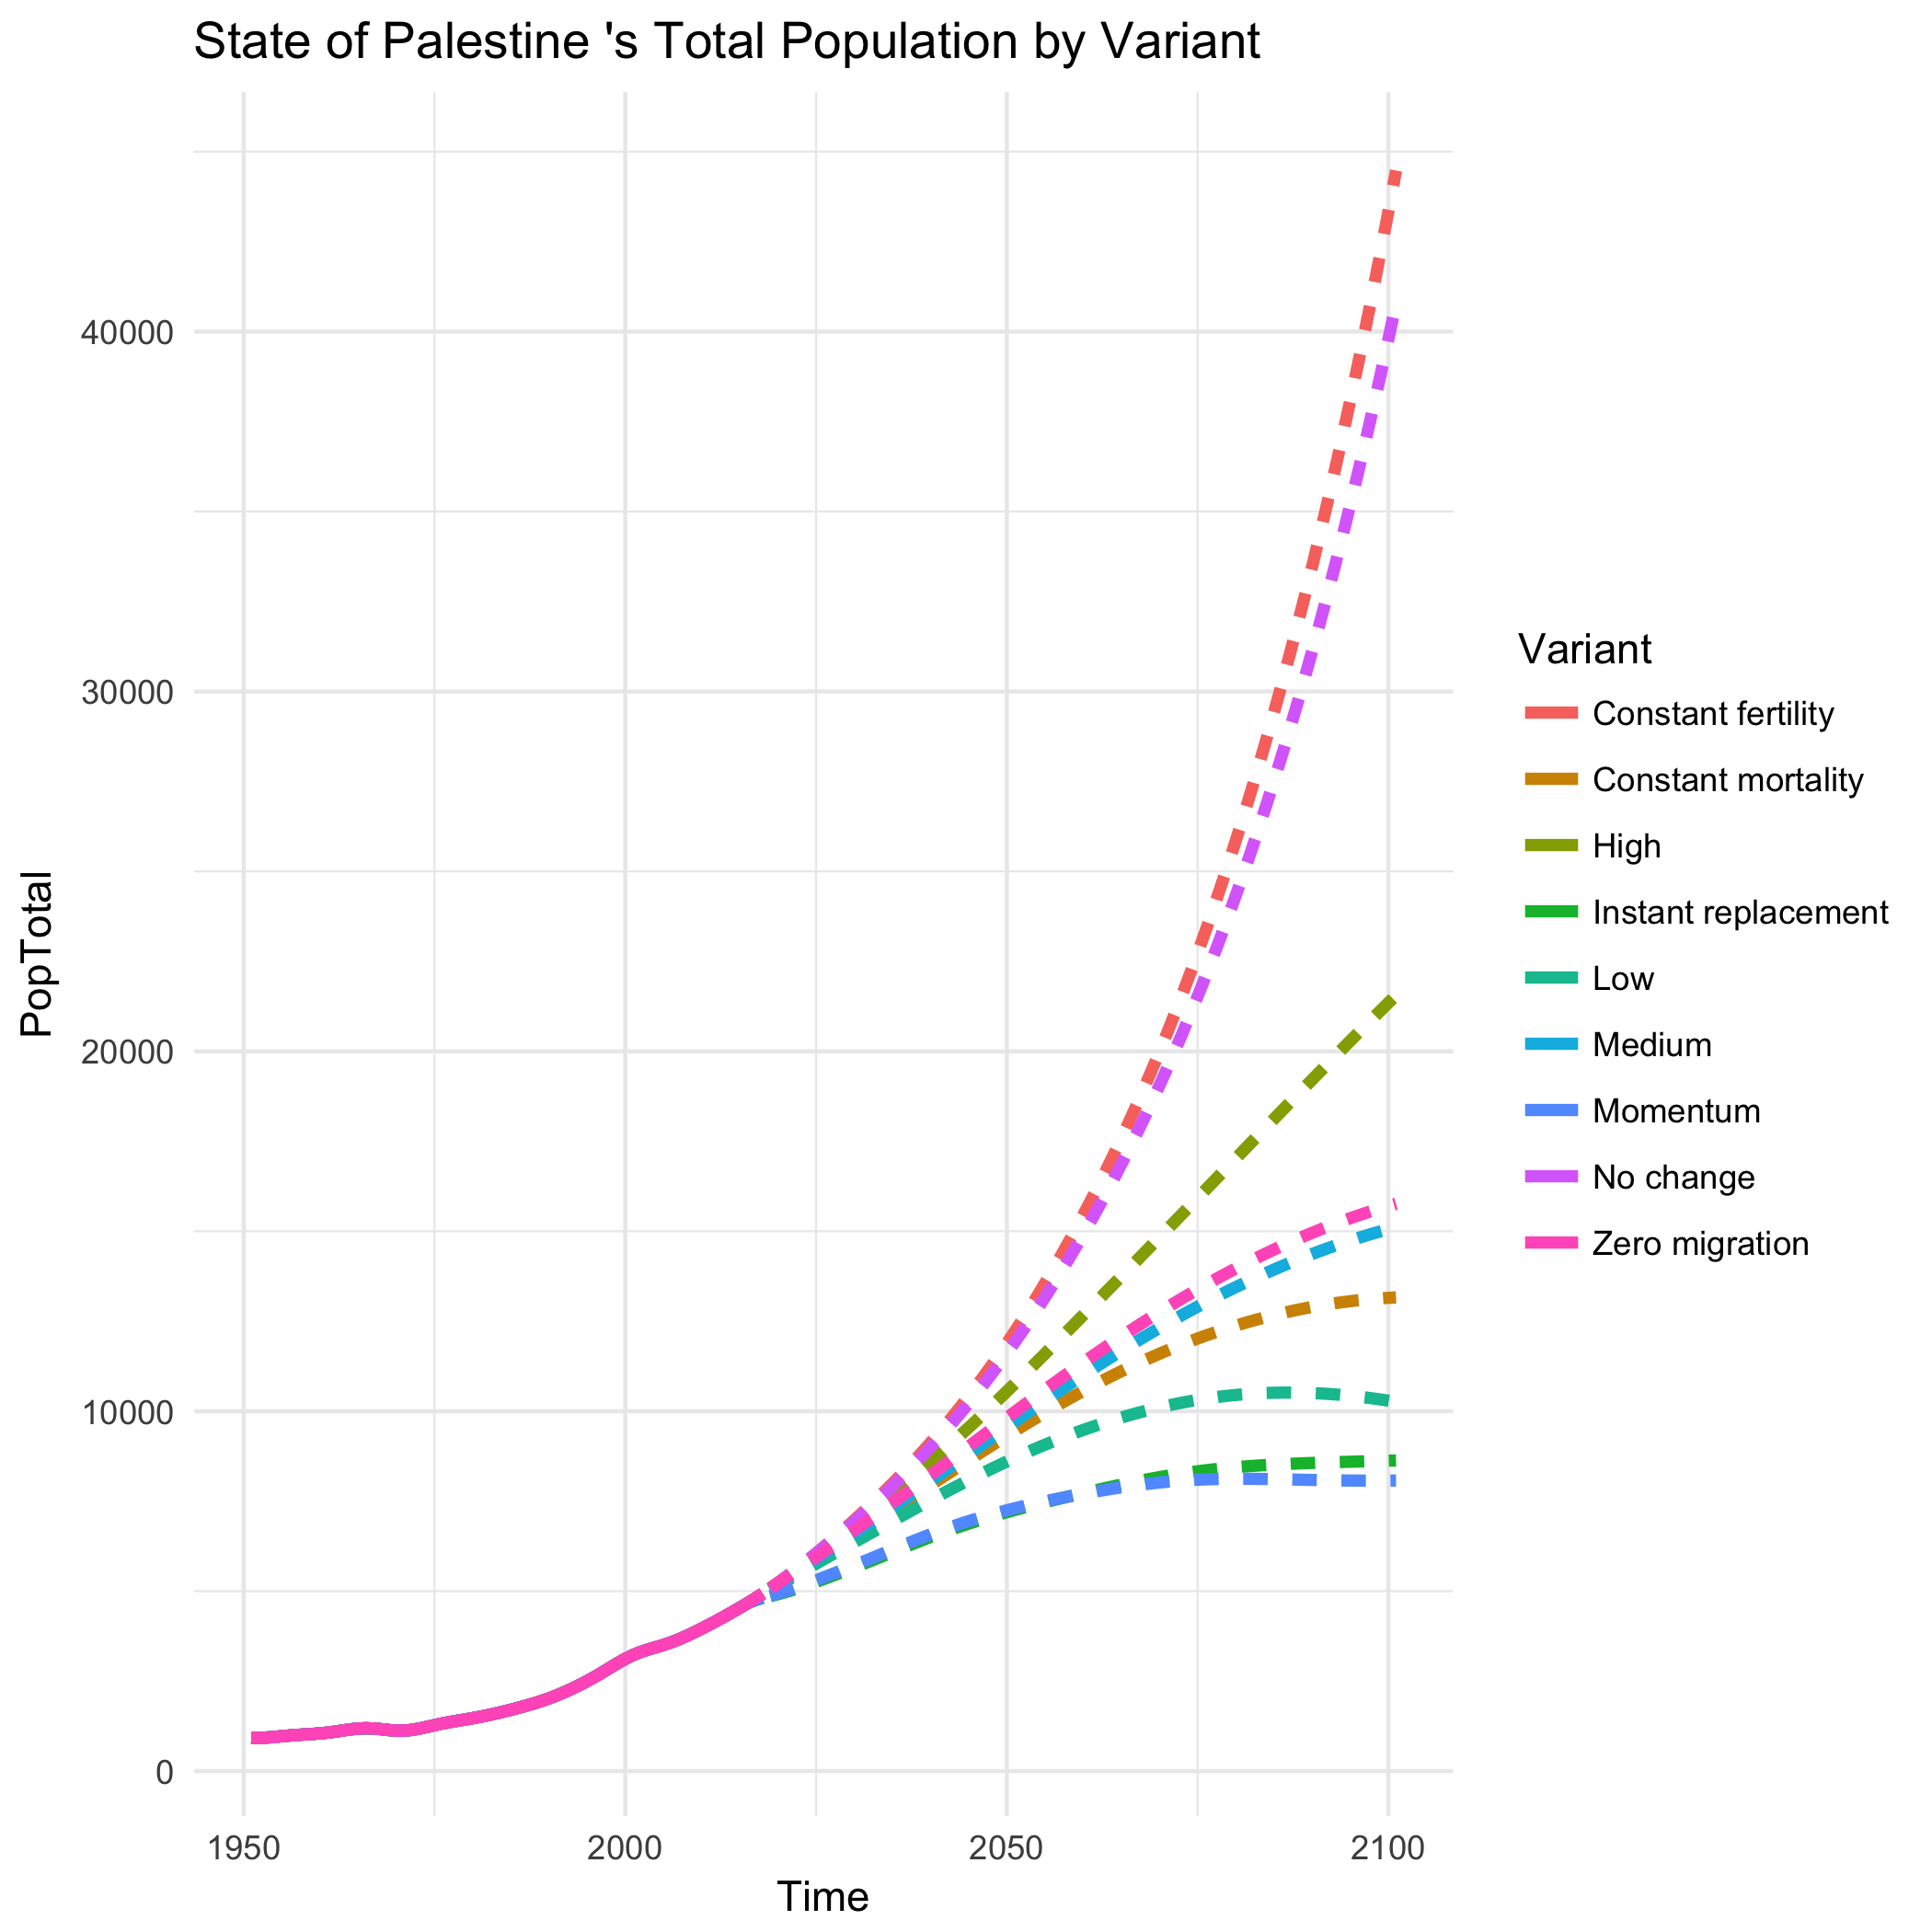 State of Palestine 's Total Population by Variant
PopTotal
40000
30000
20000
10000
0
1950 2000 2050 2100
Time
Variant
Constant fertility
Constant mortality
High
Instant replacement
Low
Medium
Momentum
No change
Zero migration